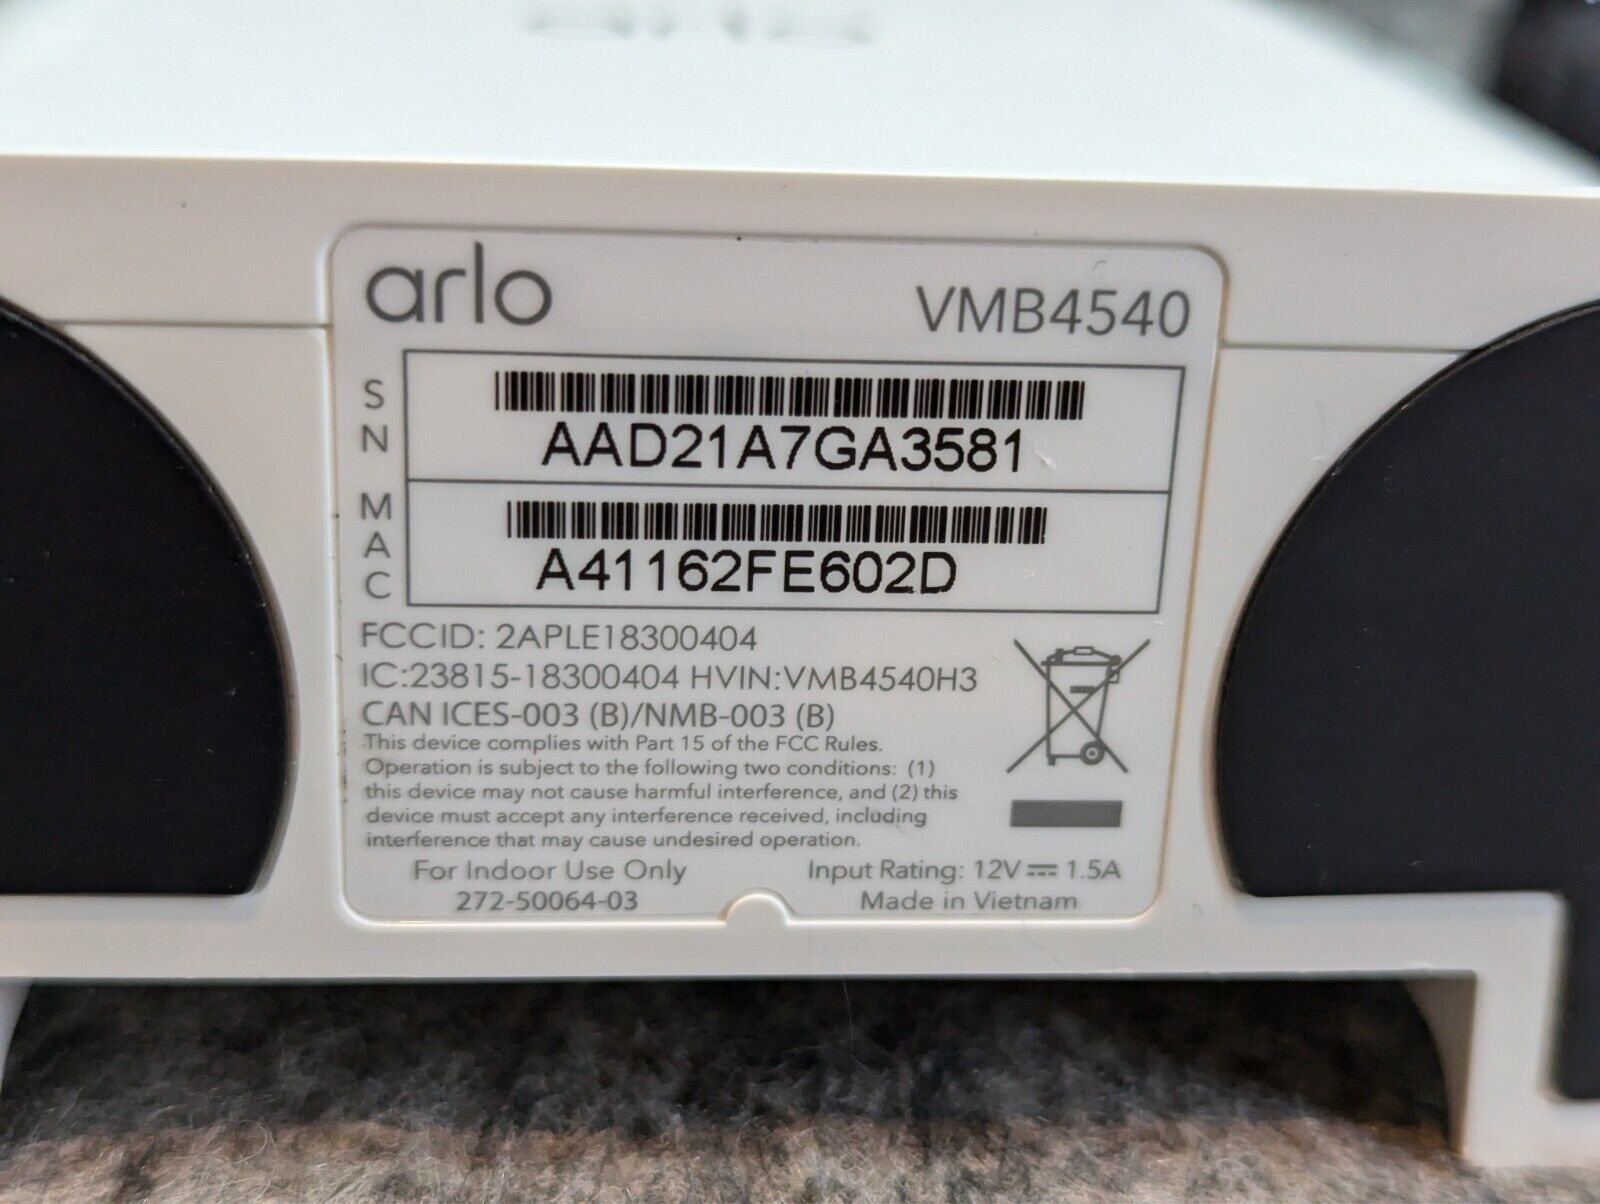 arlo
VMB4540
SN
AAD21A7GA3581
MAC
A41162FE602D
FCCID: 2APLE18300404
IC:23815-18300404 HVIN:VMB4540H3
CAN ICES-003 (B)/NMB-003 (B)
This device complies with Part 15 of the FCC Rules.
Operation is subject to the following two conditions: (1)
this device may not cause harmful interference, and (2) this
device must accept any interference received, including
interference that may cause undesired operation.
For Indoor Use Only
Input Rating: 12V⎓1.5A
272-50064-03
Made in Vietnam